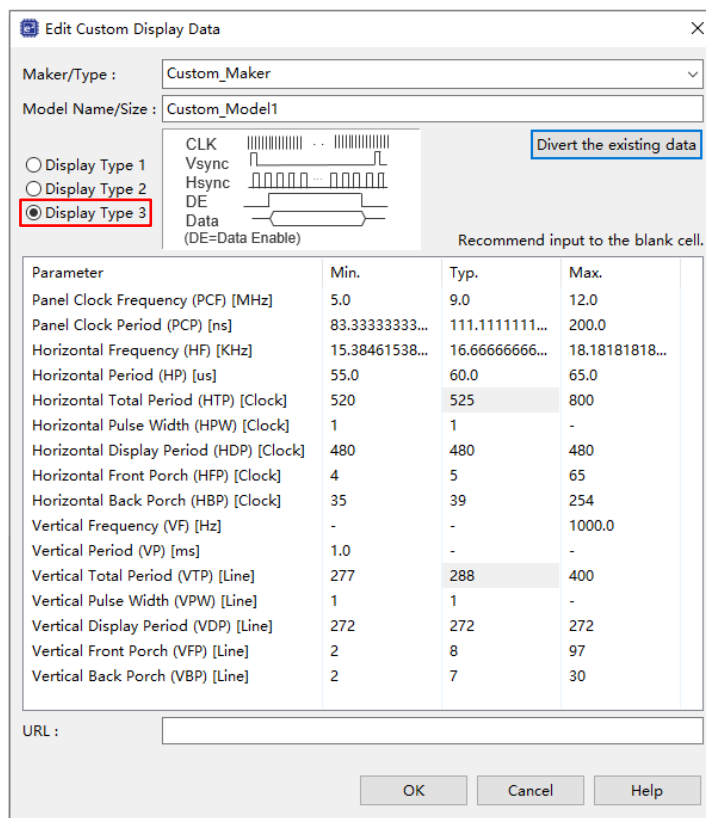 Edit Custom Display Data
Maker/Type : Custom_Maker
Model Name/Size : Custom_Model1
Display Type 1
Display Type 2
Display Type 3
CLK
Vsync
Hsync
DE
Data
(DE=Data Enable)
Divert the existing data
Recommend input to the blank cell.
Parameter Min. Typ. Max.
Panel Clock Frequency (PCF) [MHz] 5.0 9.0 12.0
Panel Clock Period (PCP) [ns] 83.33333333... 111.1111111... 200.0
Horizontal Frequency (HF) [KHz] 15.38461538... 16.66666666... 18.18181818...
Horizontal Period (HP) [us] 55.0 60.0 65.0
Horizontal Total Period (HTP) [Clock] 520 525 800
Horizontal Pulse Width (HPW) [Clock] 1 1 -
Horizontal Display Period (HDP) [Clock] 480 480 480
Horizontal Front Porch (HFP) [Clock] 4 5 65
Horizontal Back Porch (HBP) [Clock] 35 39 254
Vertical Frequency (VF) [Hz] - - 1000.0
Vertical Period (VP) [ms] 1.0 - -
Vertical Total Period (VTP) [Line] 277 288 400
Vertical Pulse Width (VPW) [Line] 1 1 -
Vertical Display Period (VDP) [Line] 272 272 272
Vertical Front Porch (VFP) [Line] 2 8 97
Vertical Back Porch (VBP) [Line] 2 7 30
URL :
OK Cancel Help